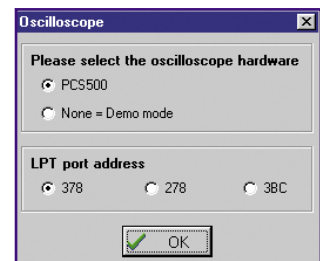 Oscilloscope
Please select the oscilloscope hardware
PCS500
None = Demo mode
LPT port address
378 278 3BC
OK